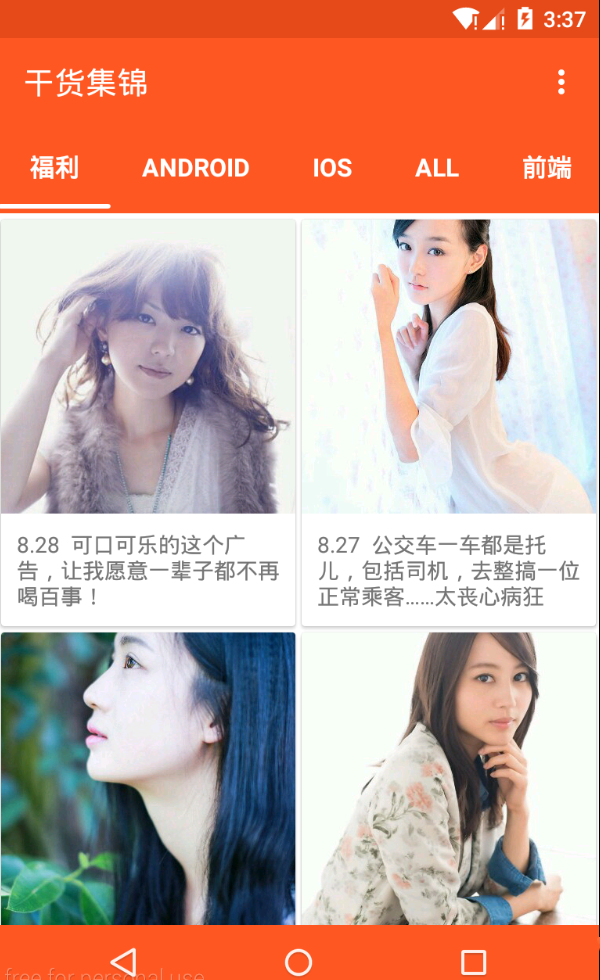 3:37
干货集锦
福利 ANDROID IOS ALL 前端
8.28 可口可乐的这个广
告，让我愿意一辈子都不再
喝百事！
8.27 公交车一车都是托
儿，包括司机，去整搞一位
正常乘客......太丧心病狂
free for personal use